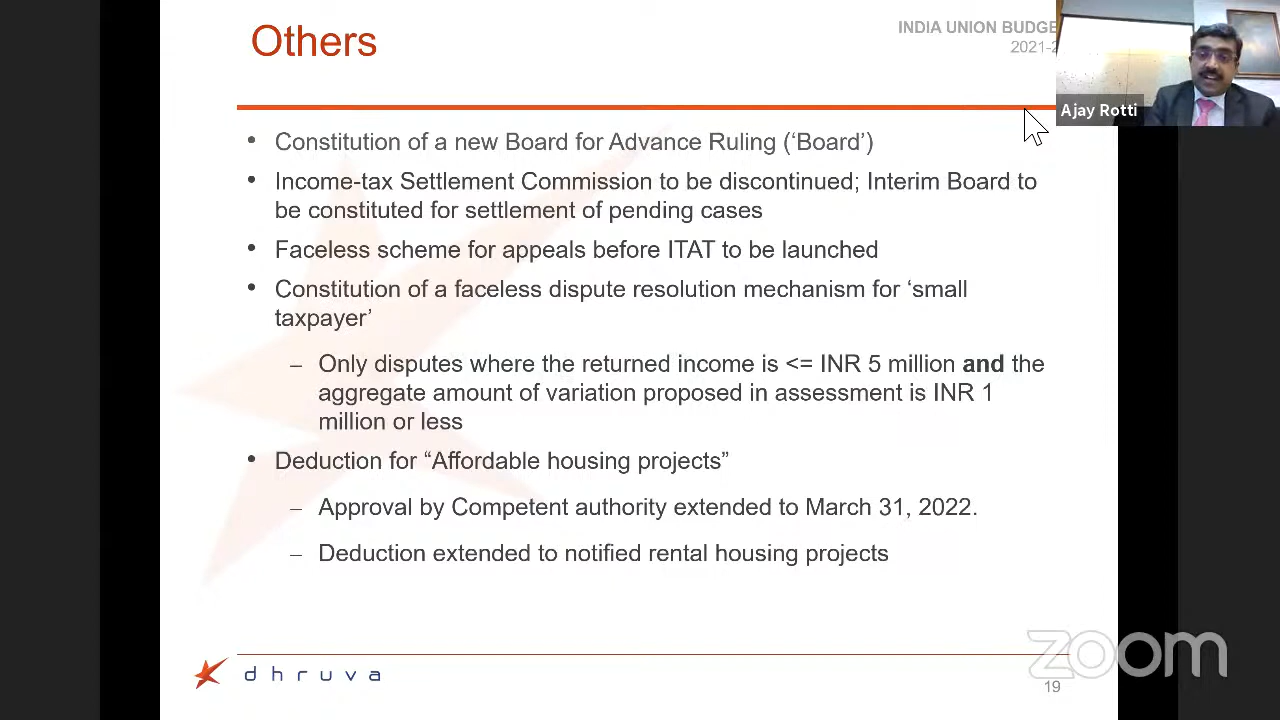 Others
INDIA UNION BUDGE
2021-2
Ajay Rotti
• Constitution of a new Board for Advance Ruling (‘Board’)
• Income-tax Settlement Commission to be discontinued; Interim Board to
be constituted for settlement of pending cases
• Faceless scheme for appeals before ITAT to be launched
• Constitution of a faceless dispute resolution mechanism for ‘small
taxpayer’
– Only disputes where the returned income is <= INR 5 million and the
aggregate amount of variation proposed in assessment is INR 1
million or less
• Deduction for “Affordable housing projects”
– Approval by Competent authority extended to March 31, 2022.
– Deduction extended to notified rental housing projects
dhruva
zoom
19